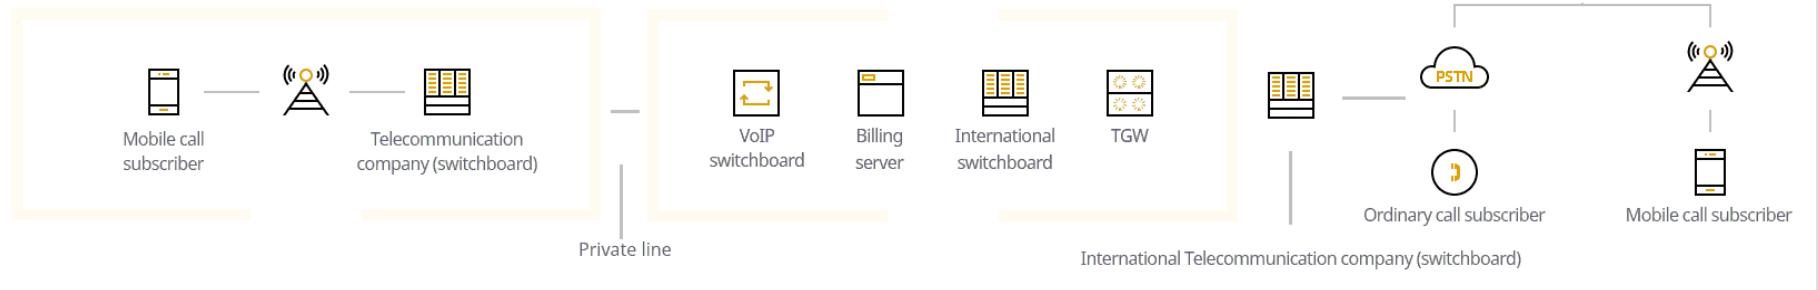 Mobile call
subscriber
Telecommunication
company (switchboard)
Private line
VoIP
switchboard
Billing
server
International
switchboard
TGW
International Telecommunication company (switchboard)
PSTN
Ordinary call subscriber
Mobile call subscriber